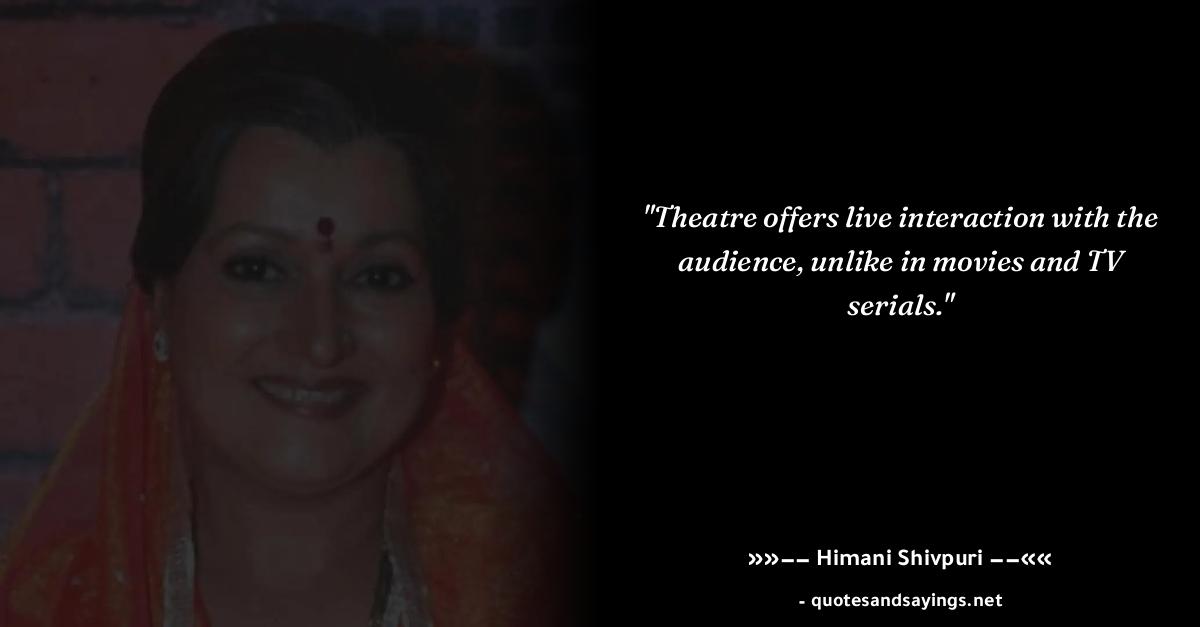 "Theatre offers live interaction with the
audience, unlike in movies and TV
serials."
»»−− Himani Shivpuri −−««
- quotesandsayings.net